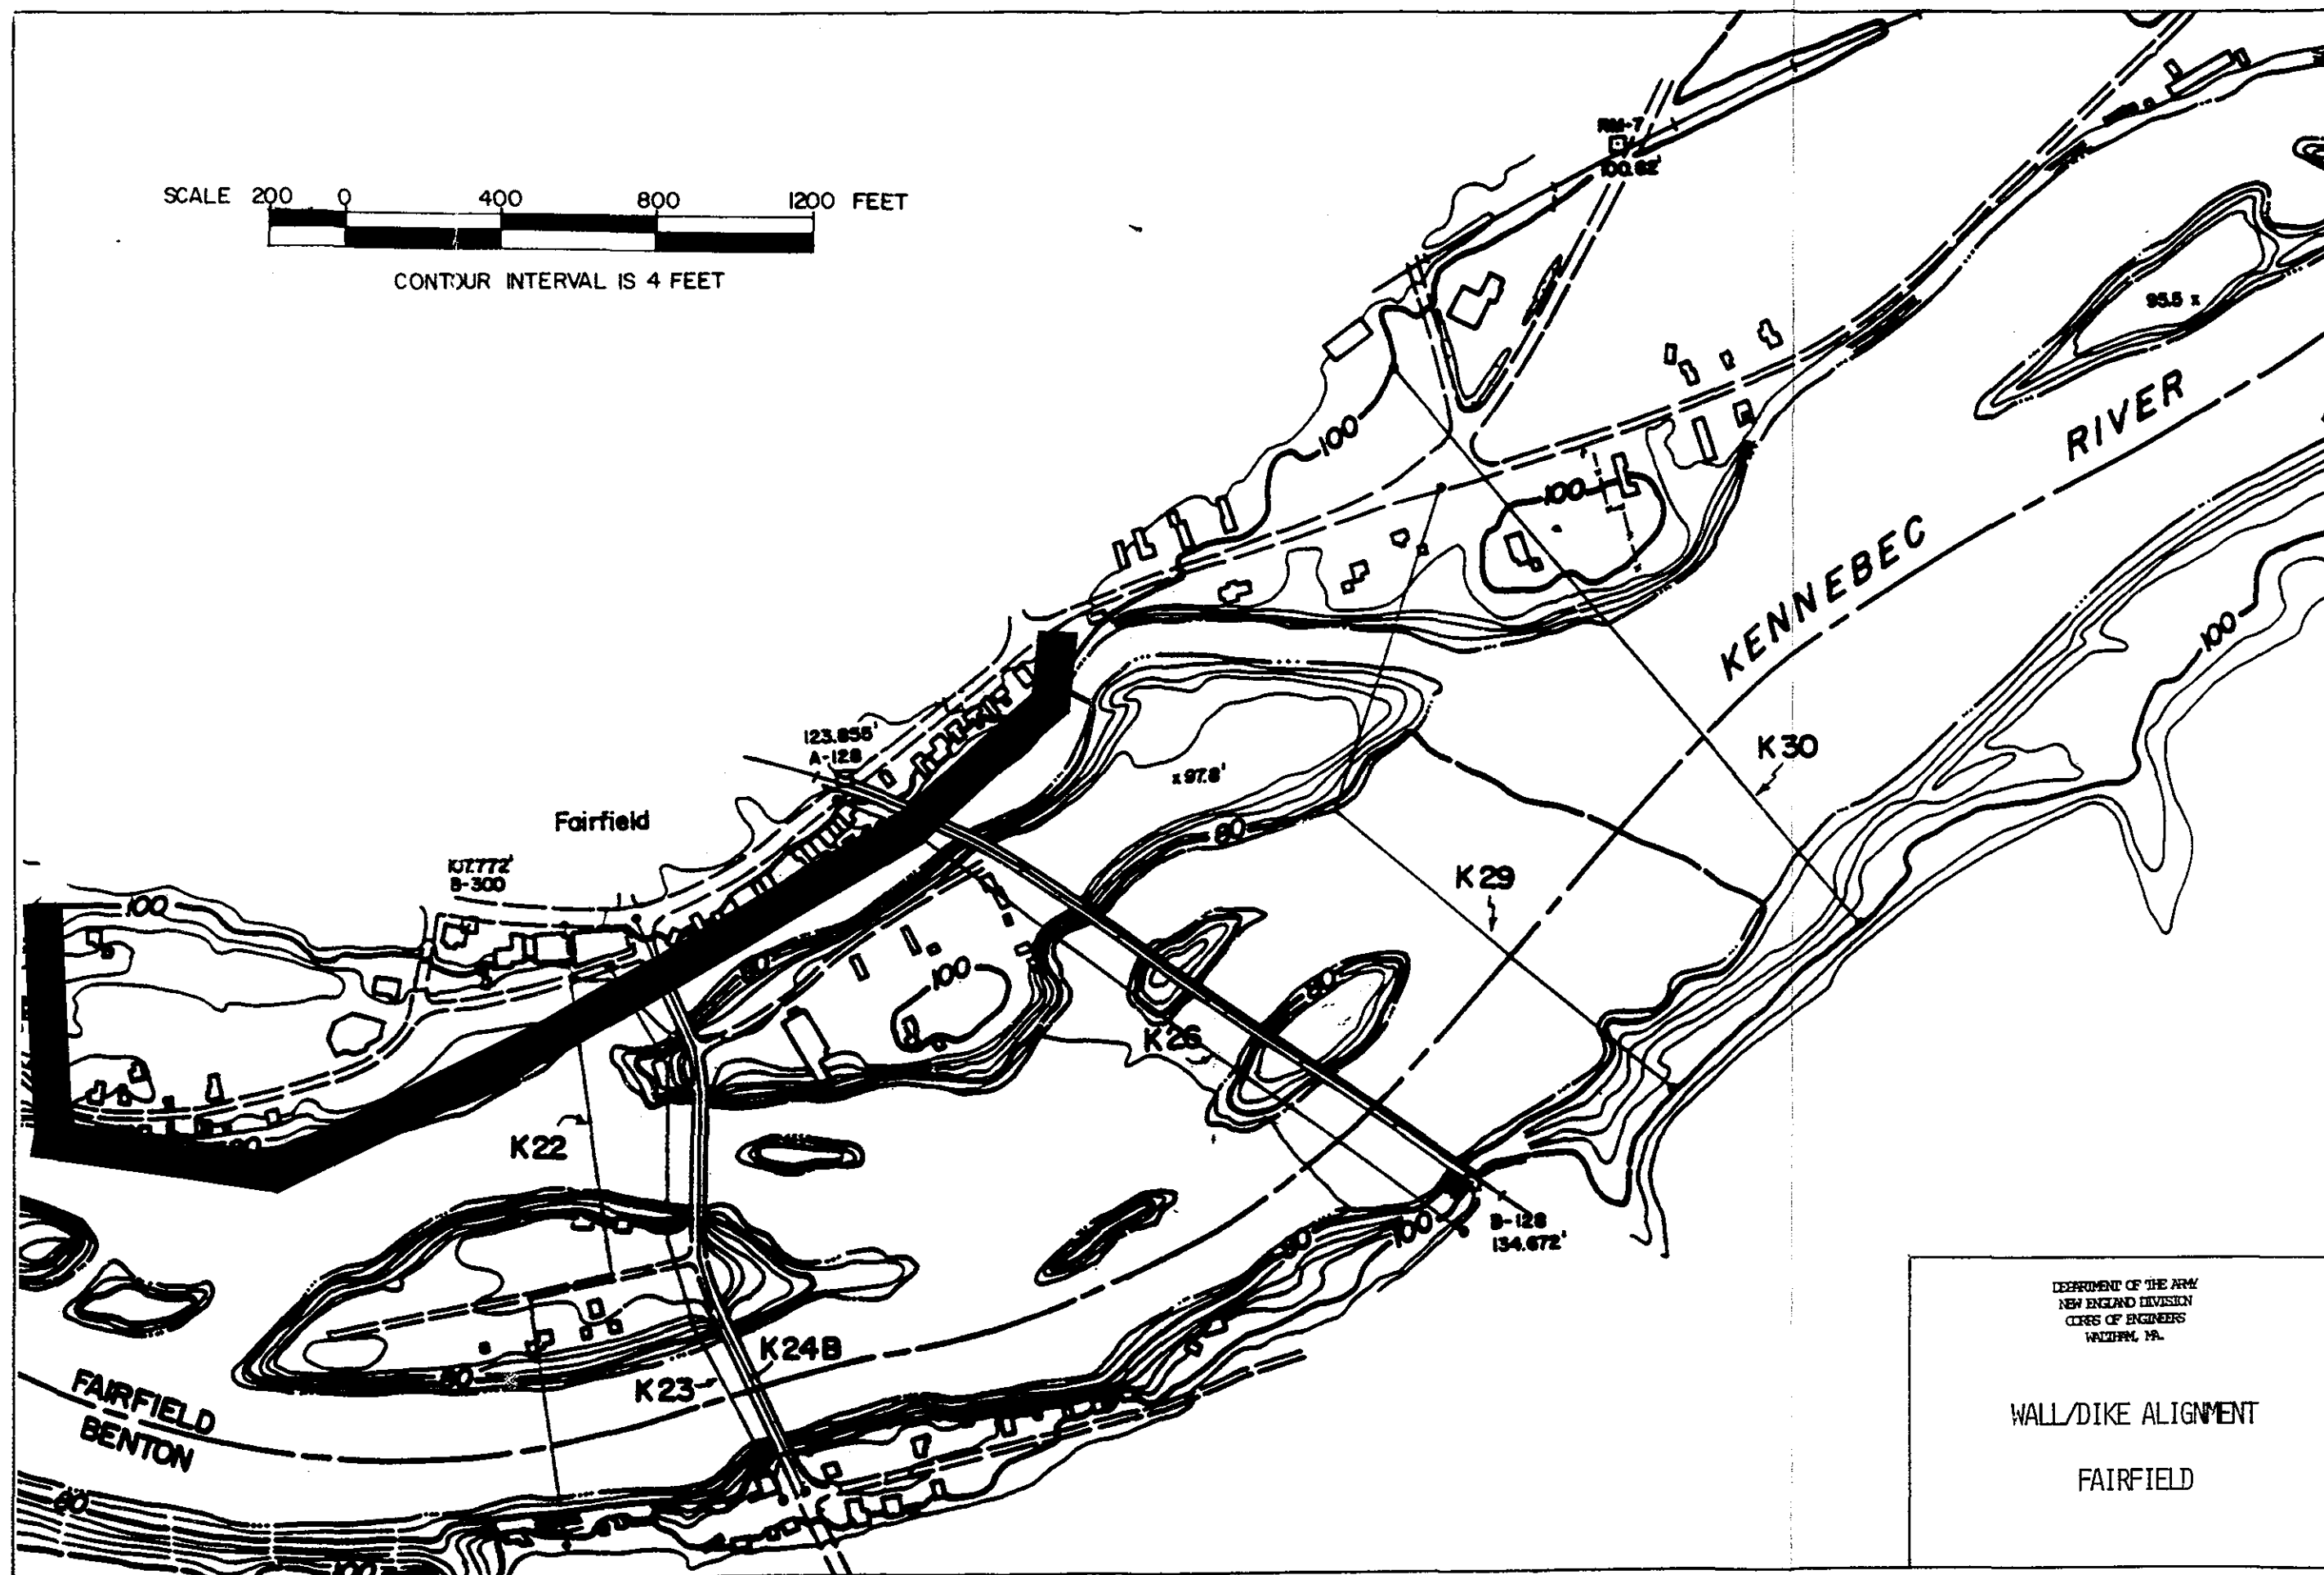 SCALE 200 0 400 800 1200 FEET
CONTOUR INTERVAL IS 4 FEET
RM-7
100.62'
95.5 x
RIVER
100
100
KENNEBEC
100
K30
123.855'
A-128
x 97.8'
Fairfield
80
K29
107.772'
B-300
100
80
100
80
K26
K22
80
B-128
134.672'
80
100
K24B
K23
80
FAIRFIELD
BENTON
80
100
DEPARTMENT OF THE ARMY
NEW ENGLAND DIVISION
CORPS OF ENGINEERS
WALTHAM, MA.
WALL/DIKE ALIGNMENT
FAIRFIELD